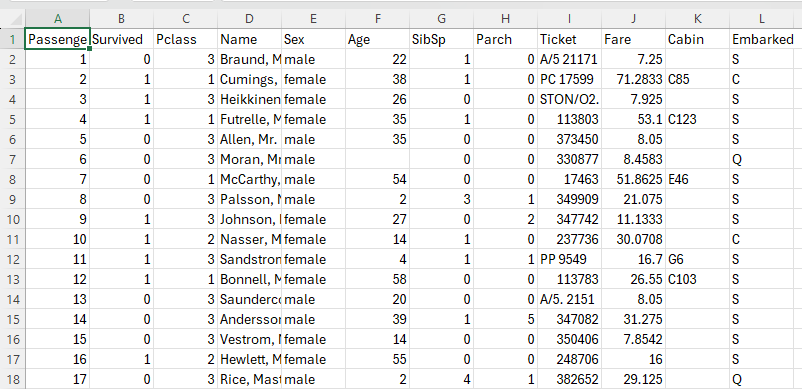 A B C D E F G H I J K L
1 Passenge Survived Pclass Name Sex Age SibSp Parch Ticket Fare Cabin Embarked
2 1 0 3 Braund, M male 22 1 0 A/5 21171 7.25 S
3 2 1 1 Cumings, female 38 1 0 PC 17599 71.2833 C85 C
4 3 1 3 Heikkinen female 26 0 0 STON/O2. 7.925 S
5 4 1 1 Futrelle, M female 35 1 0 113803 53.1 C123 S
6 5 0 3 Allen, Mr. male 35 0 0 373450 8.05 S
7 6 0 3 Moran, Mr male 0 0 330877 8.4583 Q
8 7 0 1 McCarthy, male 54 0 0 17463 51.8625 E46 S
9 8 0 3 Palsson, M male 2 3 1 349909 21.075 S
10 9 1 3 Johnson, female 27 0 2 347742 11.1333 S
11 10 1 2 Nasser, M female 14 1 0 237736 30.0708 C
12 11 1 3 Sandstron female 4 1 1 PP 9549 16.7 G6 S
13 12 1 1 Bonnell, M female 58 0 0 113783 26.55 C103 S
14 13 0 3 Saunderco male 20 0 0 A/5. 2151 8.05 S
15 14 0 3 Andersson male 39 1 5 347082 31.275 S
16 15 0 3 Vestrom, M female 14 0 0 350406 7.8542 S
17 16 1 2 Hewlett, M female 55 0 0 248706 16 S
18 17 0 3 Rice, Mast male 2 4 1 382652 29.125 Q